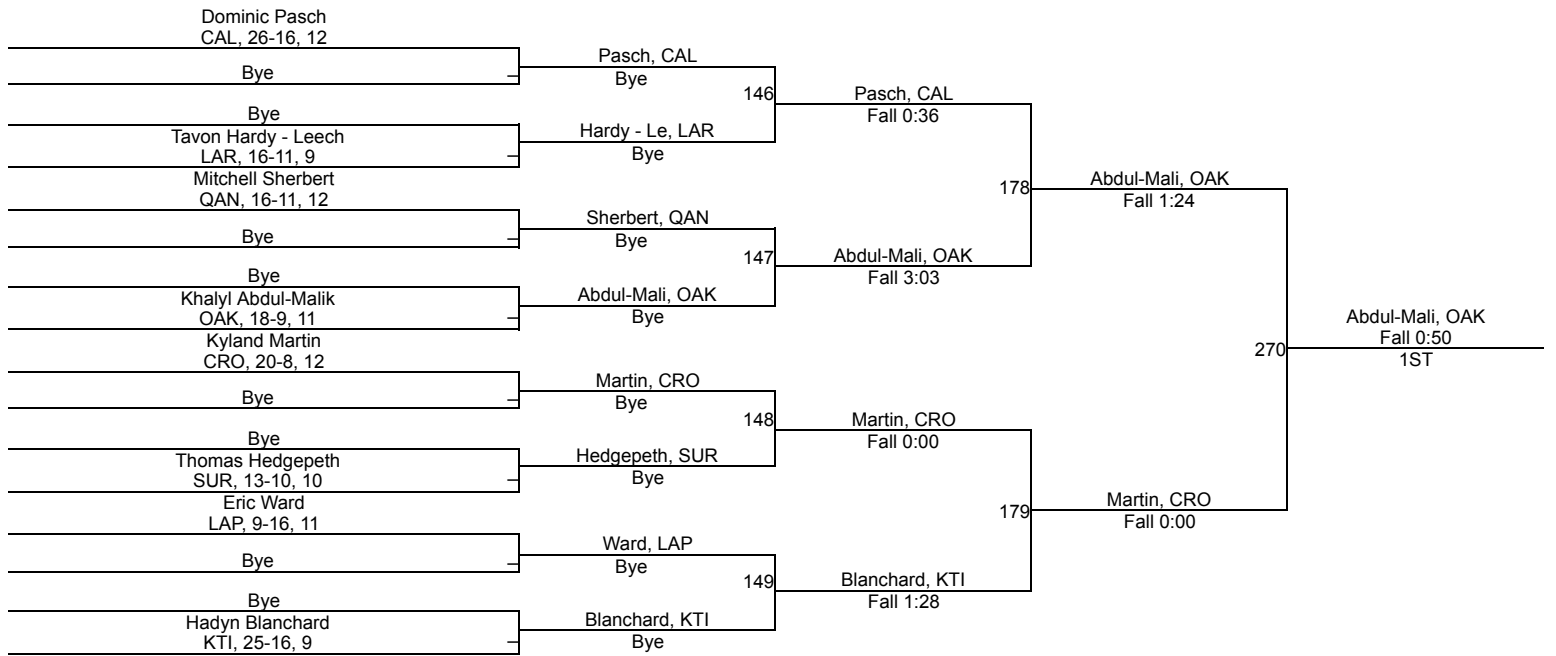 Dominic Pasch
CAL, 26-16, 12
Bye
Bye
Tavon Hardy - Leech
LAR, 16-11, 9
Mitchell Sherbert
QAN, 16-11, 12
Bye
Bye
Khalyl Abdul-Malik
OAK, 18-9, 11
Kyland Martin
CRO, 20-8, 12
Bye
Bye
Thomas Hedgepeth
SUR, 13-10, 10
Eric Ward
LAP, 9-16, 11
Bye
Bye
Hadyn Blanchard
KTI, 25-16, 9
Pasch, CAL
Bye
146
Hardy - Le, LAR
Bye
Sherbert, QAN
Bye
147
Abdul-Mali, OAK
Bye
Martin, CRO
Bye
148
Hedgepeth, SUR
Bye
Ward, LAP
Bye
149
Blanchard, KTI
Bye
Pasch, CAL
Fall 0:36
178
Abdul-Mali, OAK
Fall 3:03
Martin, CRO
Fall 0:00
179
Blanchard, KTI
Fall 1:28
Abdul-Mali, OAK
Fall 1:24
270
Martin, CRO
Fall 0:00
Abdul-Mali, OAK
Fall 0:50
1ST